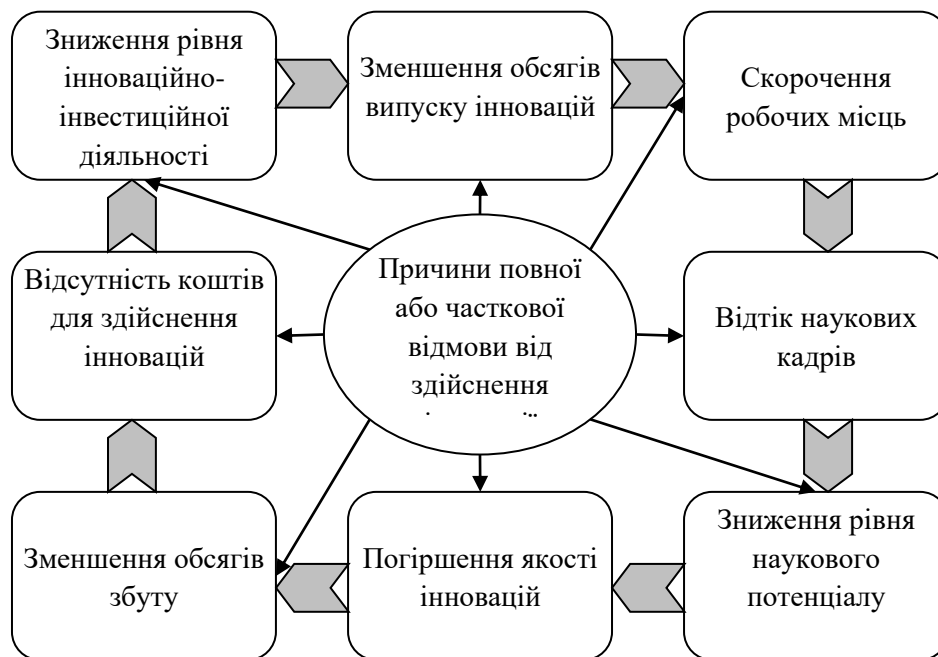 Зниження рівня
інноваційно-
інвестиційної
діяльності
Зменшення обсягів
випуску інновацій
Скорочення
робочих місць
Відсутність коштів
для здійснення
інновацій
Причини повної
або часткової
відмови від
здійснення
Відтік наукових
кадрів
Зменшення обсягів
збуту
Погіршення якості
інновацій
Зниження рівня
наукового
потенціалу